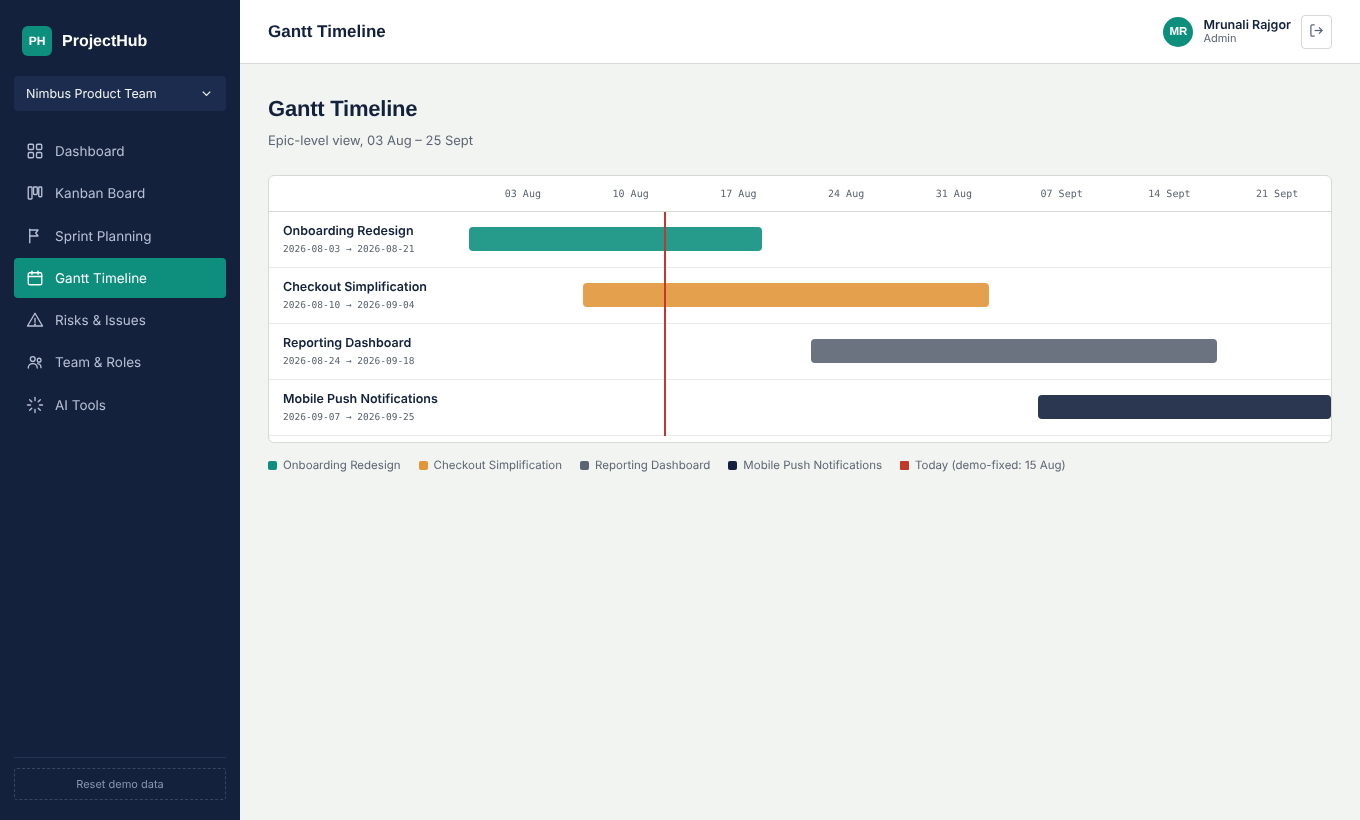 PH ProjectHub
Nimbus Product Team
Dashboard
Kanban Board
Sprint Planning
Gantt Timeline
Risks & Issues
Team & Roles
AI Tools
Reset demo data
Gantt Timeline
MR
Mrunali Rajgor
Admin
Gantt Timeline
Epic-level view, 03 Aug – 25 Sept
03 Aug 10 Aug 17 Aug 24 Aug 31 Aug 07 Sept 14 Sept 21 Sept
Onboarding Redesign
2026-08-03 → 2026-08-21
Checkout Simplification
2026-08-10 → 2026-09-04
Reporting Dashboard
2026-08-24 → 2026-09-18
Mobile Push Notifications
2026-09-07 → 2026-09-25
Onboarding Redesign Checkout Simplification Reporting Dashboard Mobile Push Notifications Today (demo-fixed: 15 Aug)